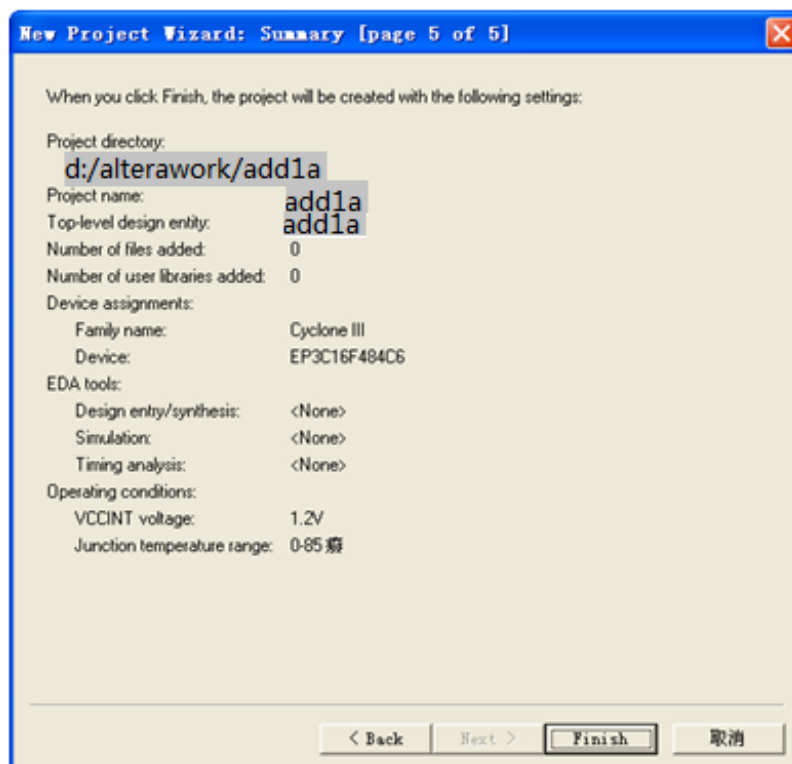 New Project Wizard: Summary [page 5 of 5]
When you click Finish, the project will be created with the following settings:
Project directory:
d:/alterawork/add1a
Project name: add1a
Top-level design entity: add1a
Number of files added: 0
Number of user libraries added: 0
Device assignments:
Family name: Cyclone III
Device: EP3C16F484C6
EDA tools:
Design entry/synthesis: <None>
Simulation: <None>
Timing analysis: <None>
Operating conditions:
VCCINT voltage: 1.2V
Junction temperature range: 0-85 癈
< Back Next > Finish 取消